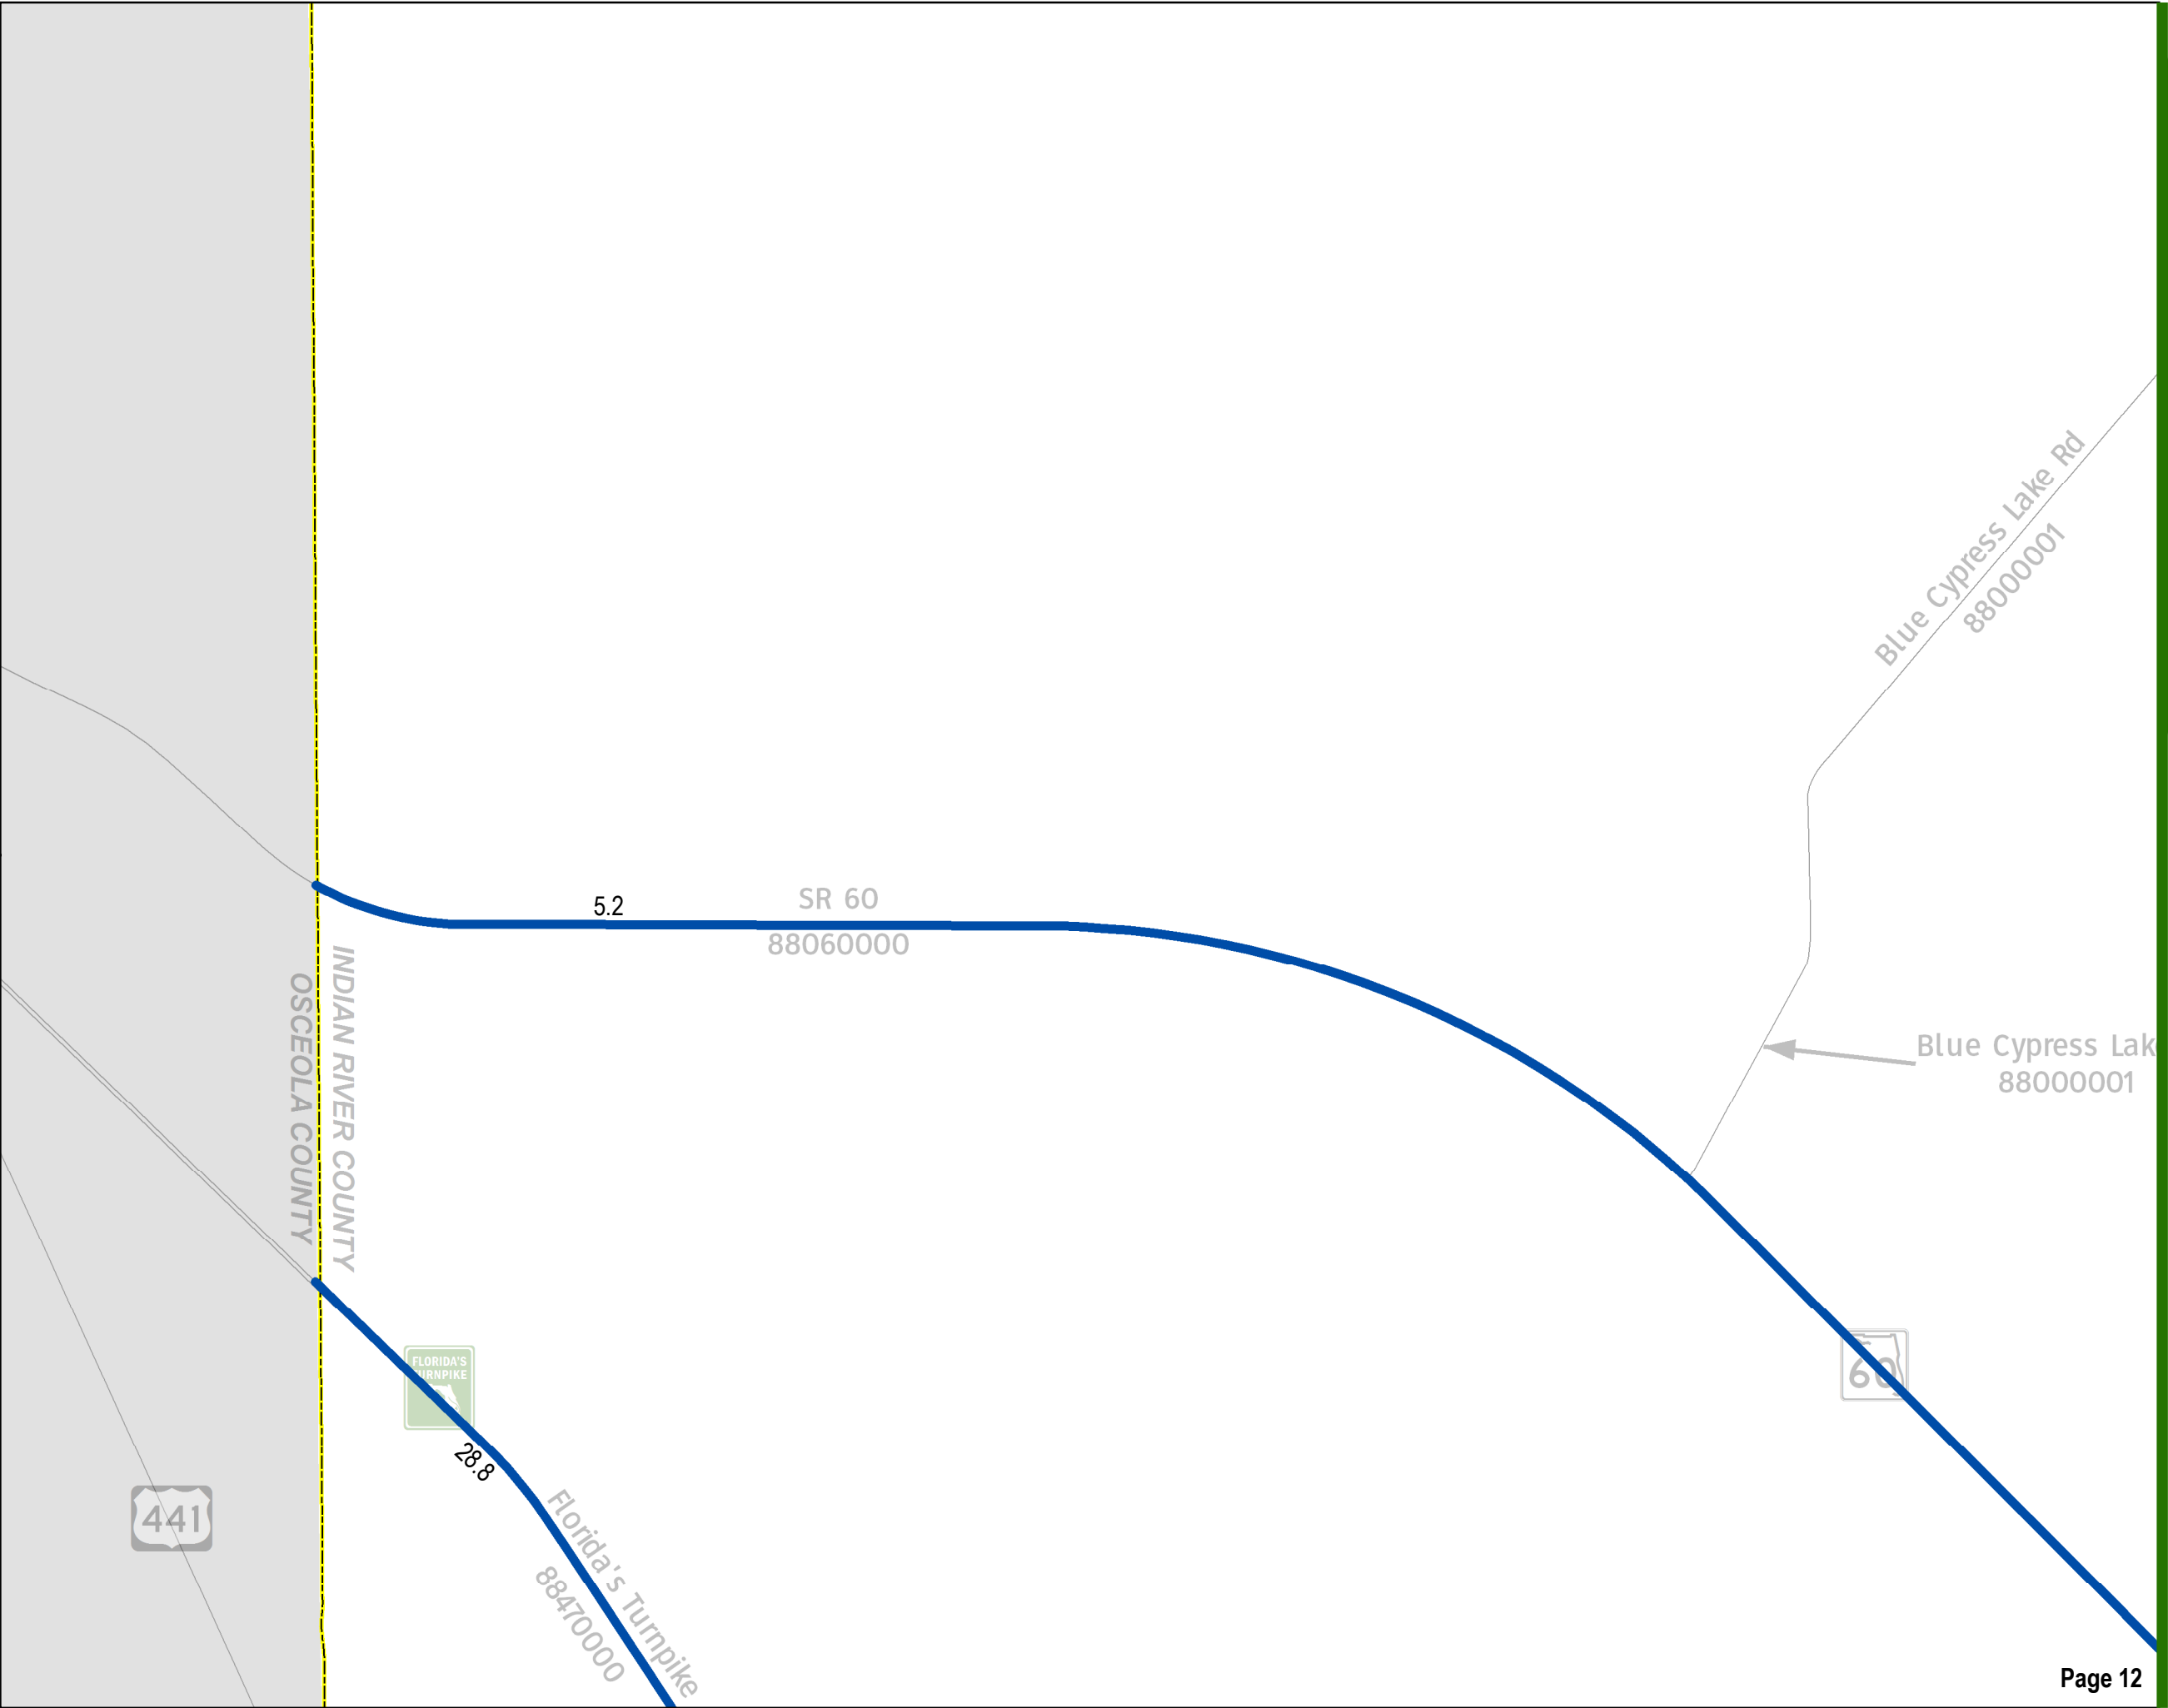 Blue Cypress Lake Rd
88000001
5.2
SR 60
88060000
INDIAN RIVER COUNTY
OSCEOLA COUNTY
Blue Cypress Lak
88000001
60
FLORIDA'S
URNPIKE
28.8
441
Florida's Turnpike
88470000
Page 12